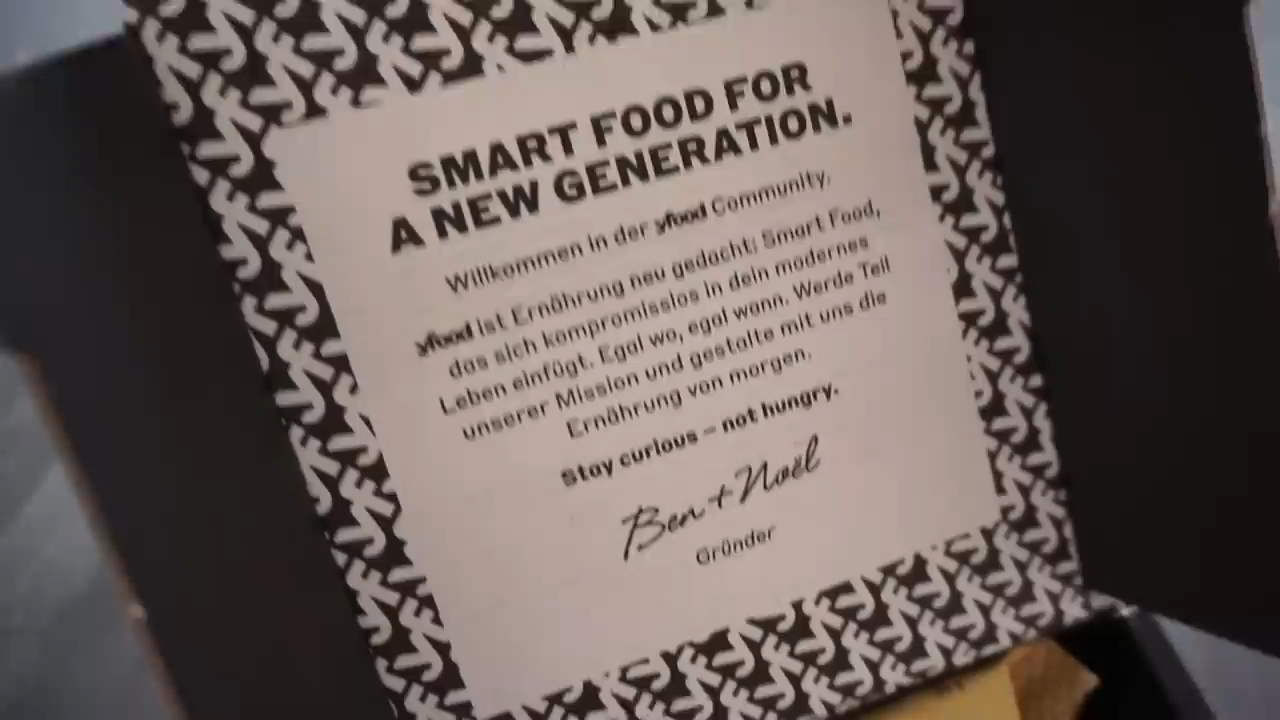 SMART FOOD FOR
A NEW GENERATION.
Willkommen in der yfood Community.
yfood ist Ernährung neu gedacht: Smart Food,
das sich kompromisslos in dein modernes
Leben einfügt. Egal wo, egal wann. Werde Teil
unserer Mission und gestalte mit uns die
Ernährung von morgen.
Stay curious – not hungry.
Ben + Noël
Gründer